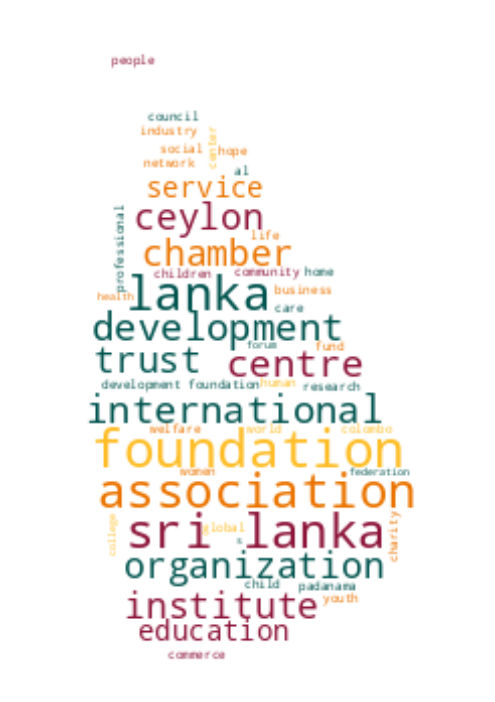 people
council
industry
center
social
hope
network
al
service
professional
ceylon
life
chamber
children
community
home
health
lanka
business
care
development
forum
fund
trust
centre
development foundation
human
research
international
welfare
world
colombo
foundation
women
federation
association
college
sri lanka
global
charity
s
organization
child
padanama
institute
youth
education
commerce